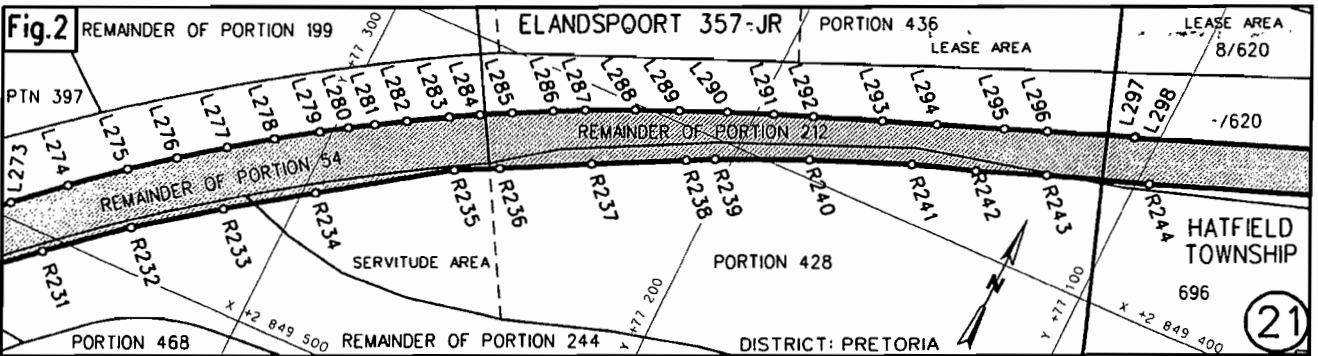 Fig.2
REMAINDER OF PORTION 199
Y +77 300
ELANDSPOORT 357-JR
PORTION 436
LEASE AREA
LEASE AREA
8/620
PTN 397
L273
L274
L275
L276
L277
L278
L279
L280
L281
L282
L283
L284
L285
L286
L287
L288
L289
L290
L291
L292
L293
L294
L295
L296
L297
L298
-/620
REMAINDER OF PORTION 54
REMAINDER OF PORTION 212
R231
R232
R233
R234
R235
R236
R237
R238
R239
R240
R241
R242
R243
R244
HATFIELD
TOWNSHIP
696
SERVITUDE AREA
PORTION 428
N
Y +77 200
Y +77 100
X +2 849 500
X +2 849 400
PORTION 468
REMAINDER OF PORTION 244
DISTRICT: PRETORIA
21